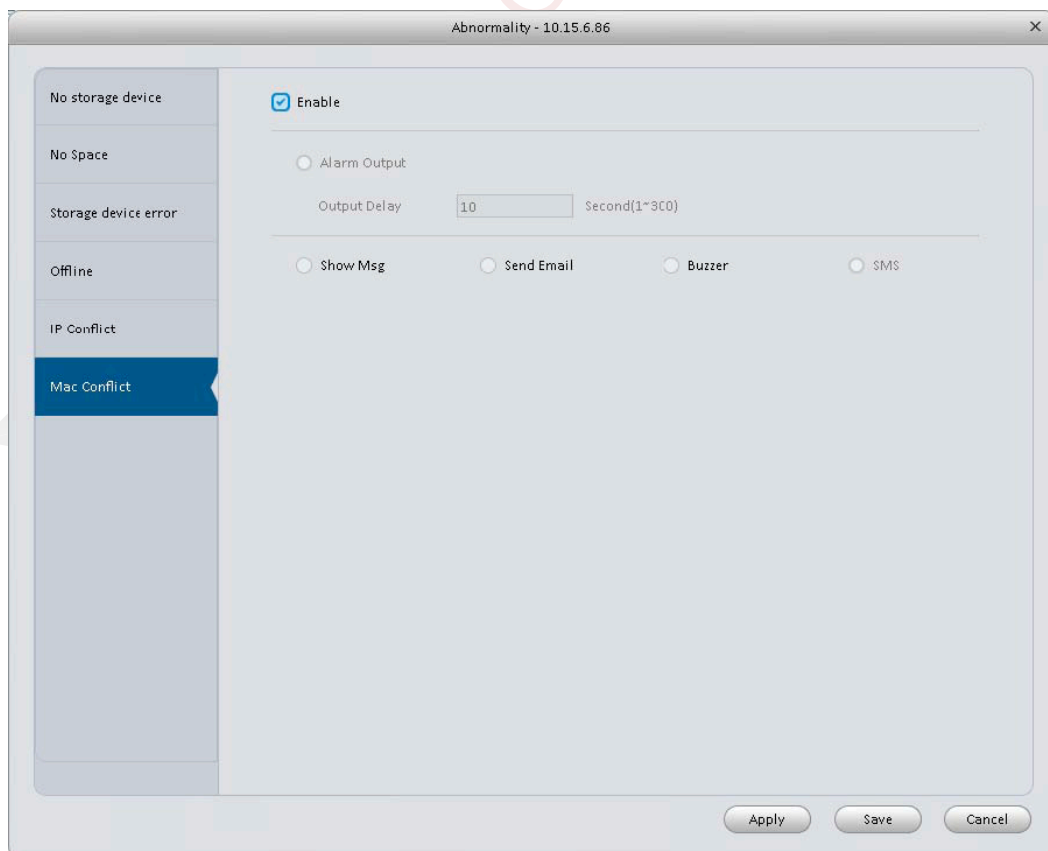 Abnormality - 10.15.6.86
No storage device
No Space
Storage device error
Offline
IP Conflict
Mac Conflict
Enable
Alarm Output
Output Delay 10 Second(1~300)
Show Msg Send Email Buzzer SMS
Apply Save Cancel